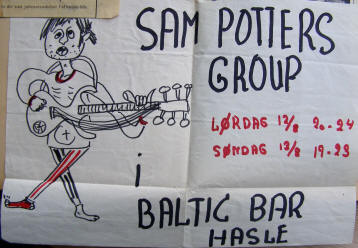 SAM POTTERS
GROUP
LØRDAG 12/8 20-24
SØNDAG 13/8 19-23
i
BALTIC BAR
HASLE